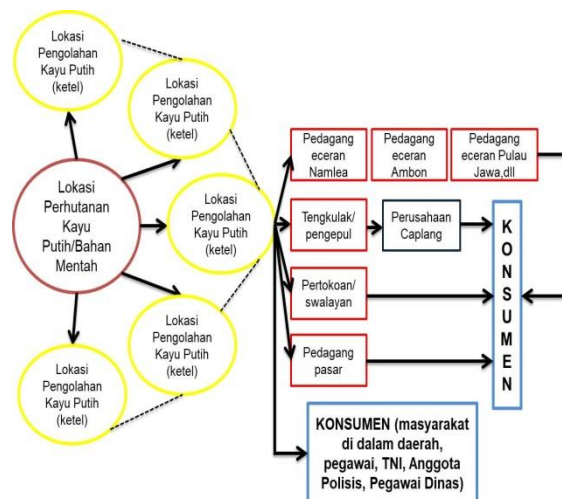 Lokasi
Pengolahan
Kayu Putih
(ketel)
Lokasi
Pengolahan
Kayu Putih
(ketel)
Lokasi
Perhutanan
Kayu
Putih/Bahan
Mentah
Lokasi
Pengolahan
Kayu Putih
(ketel)
Lokasi
Pengolahan
Kayu Putih
(ketel)
Lokasi
Pengolahan
Kayu Putih
(ketel)
Pedagang
eceran
Namlea
Pedagang
eceran
Ambon
Pedagang
eceran Pulau
Jawa,dll
Tengkulak/
pengepul
Perusahaan
Caplang
Pertokoan/
swalayan
Pedagang
pasar
K
O
N
S
U
M
E
N
KONSUMEN (masyarakat
di dalam daerah,
pegawai, TNI, Anggota
Polisis, Pegawai Dinas)